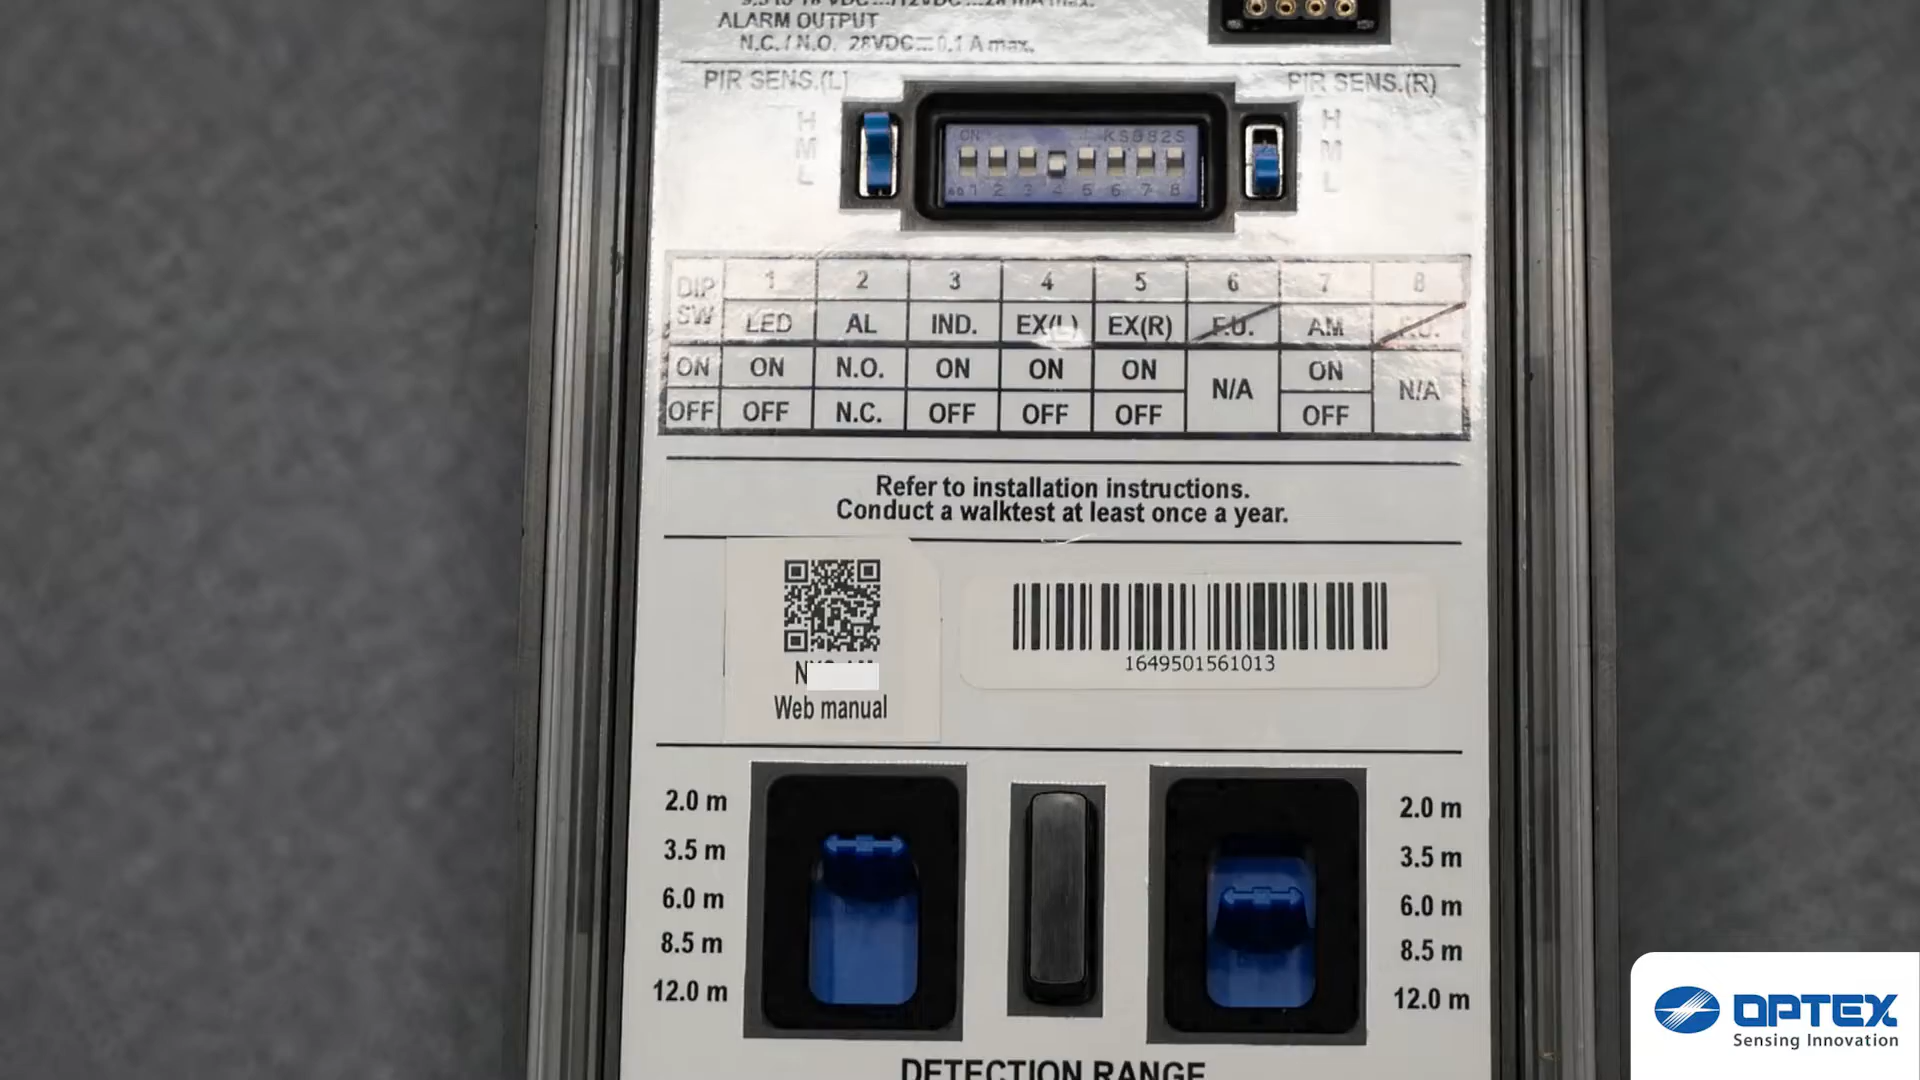 ALARM OUTPUT
N.C. / N.O. 28VDC 0.1 A max.
PIR SENS.(L)
PIR SENS.(R)
H
M
L
ON
KSD82S
1 2 3 4 5 6 7 8
H
M
L
DIP SW 1 2 3 4 5 6 7 8
LED AL IND. EX(L) EX(R) F.U. AM F.U.
ON ON N.O. ON ON ON N/A ON N/A
OFF OFF N.C. OFF OFF OFF OFF
Refer to installation instructions.
Conduct a walktest at least once a year.
N
Web manual
1649501561013
2.0 m
3.5 m
6.0 m
8.5 m
12.0 m
2.0 m
3.5 m
6.0 m
8.5 m
12.0 m
DETECTION RANGE
OPTEX
Sensing Innovation